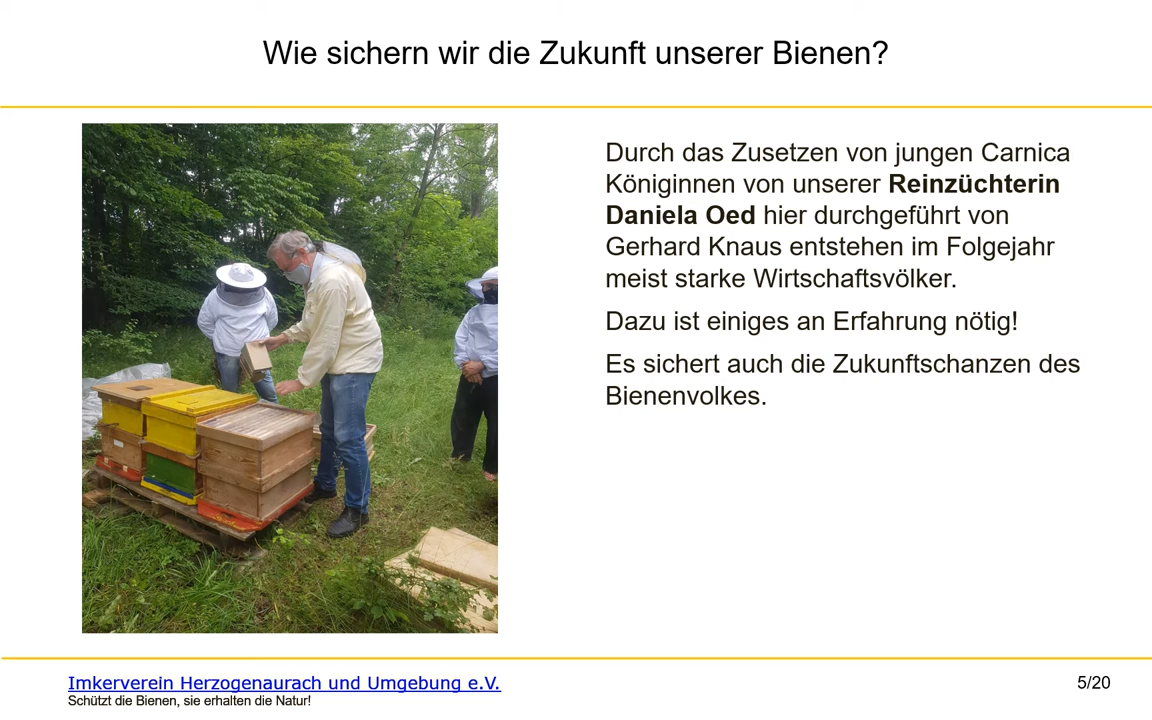 Wie sichern wir die Zukunft unserer Bienen?
Durch das Zusetzen von jungen Carnica
Königinnen von unserer Reinzüchterin
Daniela Oed hier durchgeführt von
Gerhard Knaus entstehen im Folgejahr
meist starke Wirtschaftsvölker.
Dazu ist einiges an Erfahrung nötig!
Es sichert auch die Zukunftschanzen des
Bienenvolkes.
Imkerverein Herzogenaurach und Umgebung e.V.
Schützt die Bienen, sie erhalten die Natur!
5/20